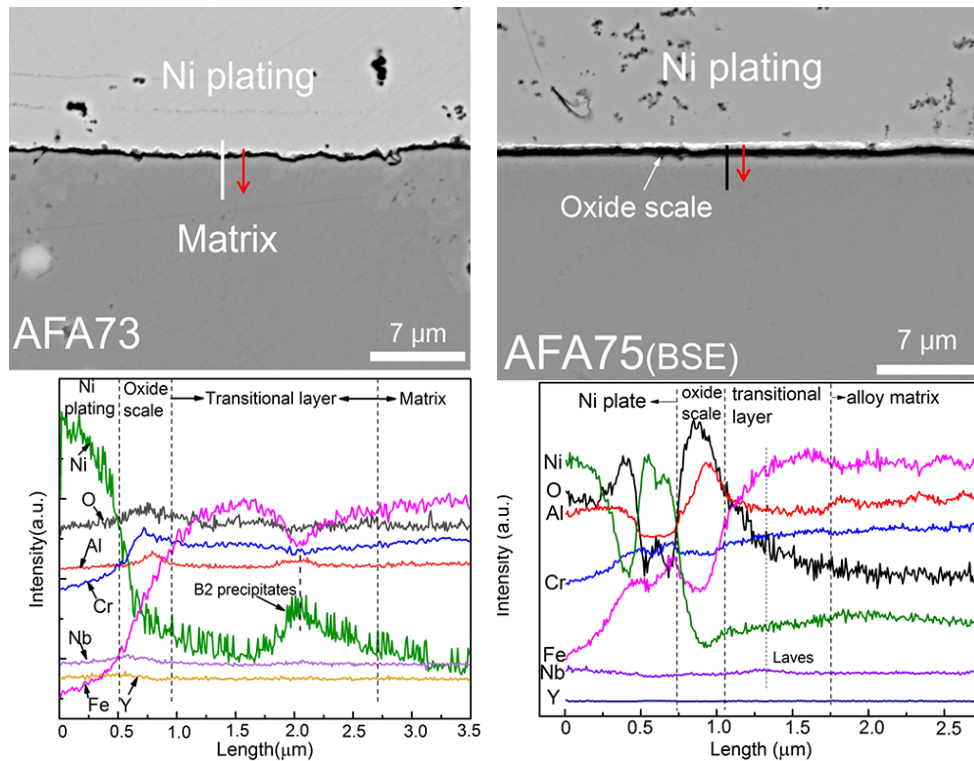 Ni plating
Matrix
AFA73
7 μm
Ni plating
Oxide scale
AFA75(BSE)
7 μm
Ni plating
Oxide scale
Transitional layer
Matrix
Ni
O
Al
Cr
Nb
Fe
Y
B2 precipitates
Intensity(a.u.)
0 0.5 1.0 1.5 2.0 2.5 3.0 3.5
Length(μm)
Ni plate
oxide scale
transitional layer
alloy matrix
Ni
O
Al
Cr
Fe
Nb
Y
Laves
Intensity (a.u.)
0.0 0.5 1.0 1.5 2.0 2.5
Length (μm)